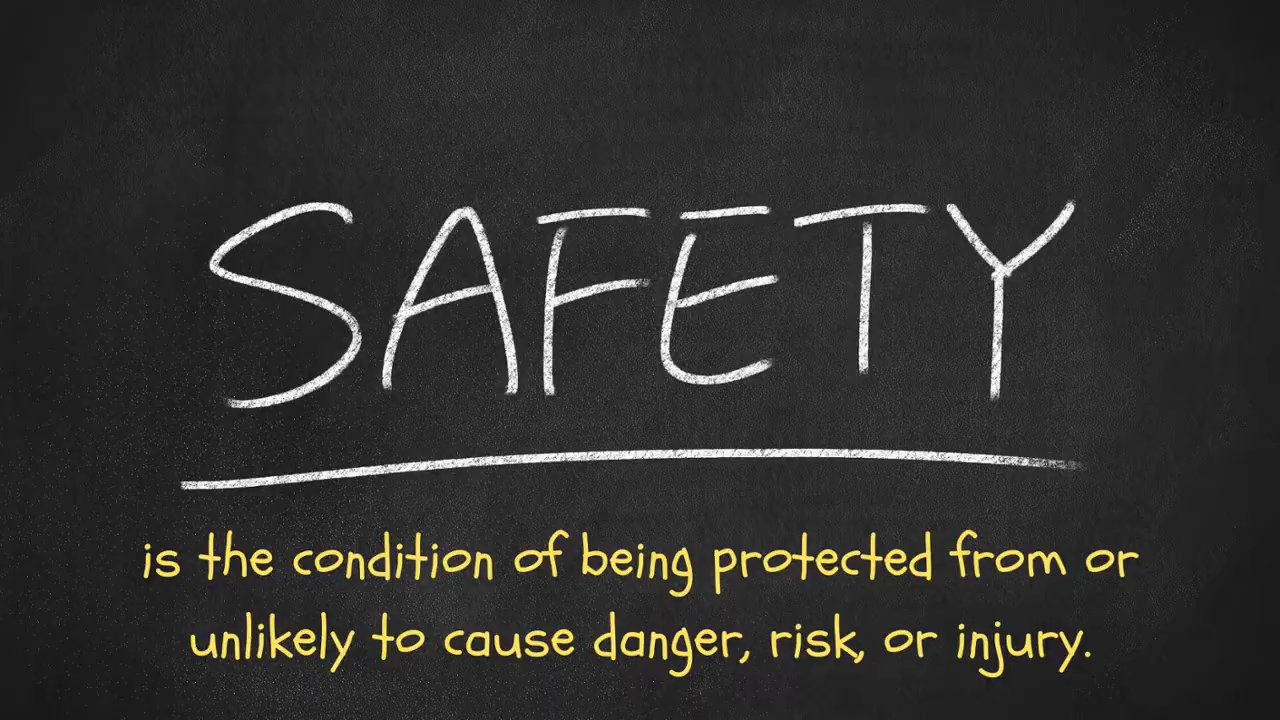 SAFETY
is the condition of being protected from or
unlikely to cause danger, risk, or injury.